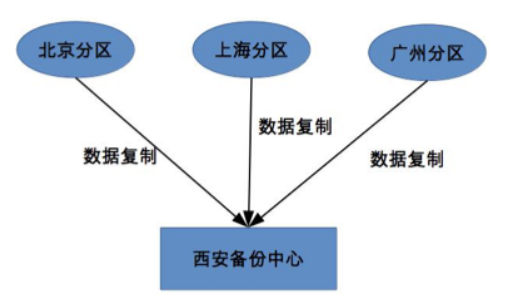 北京分区
上海分区
广州分区
数据复制
数据复制
数据复制
西安备份中心